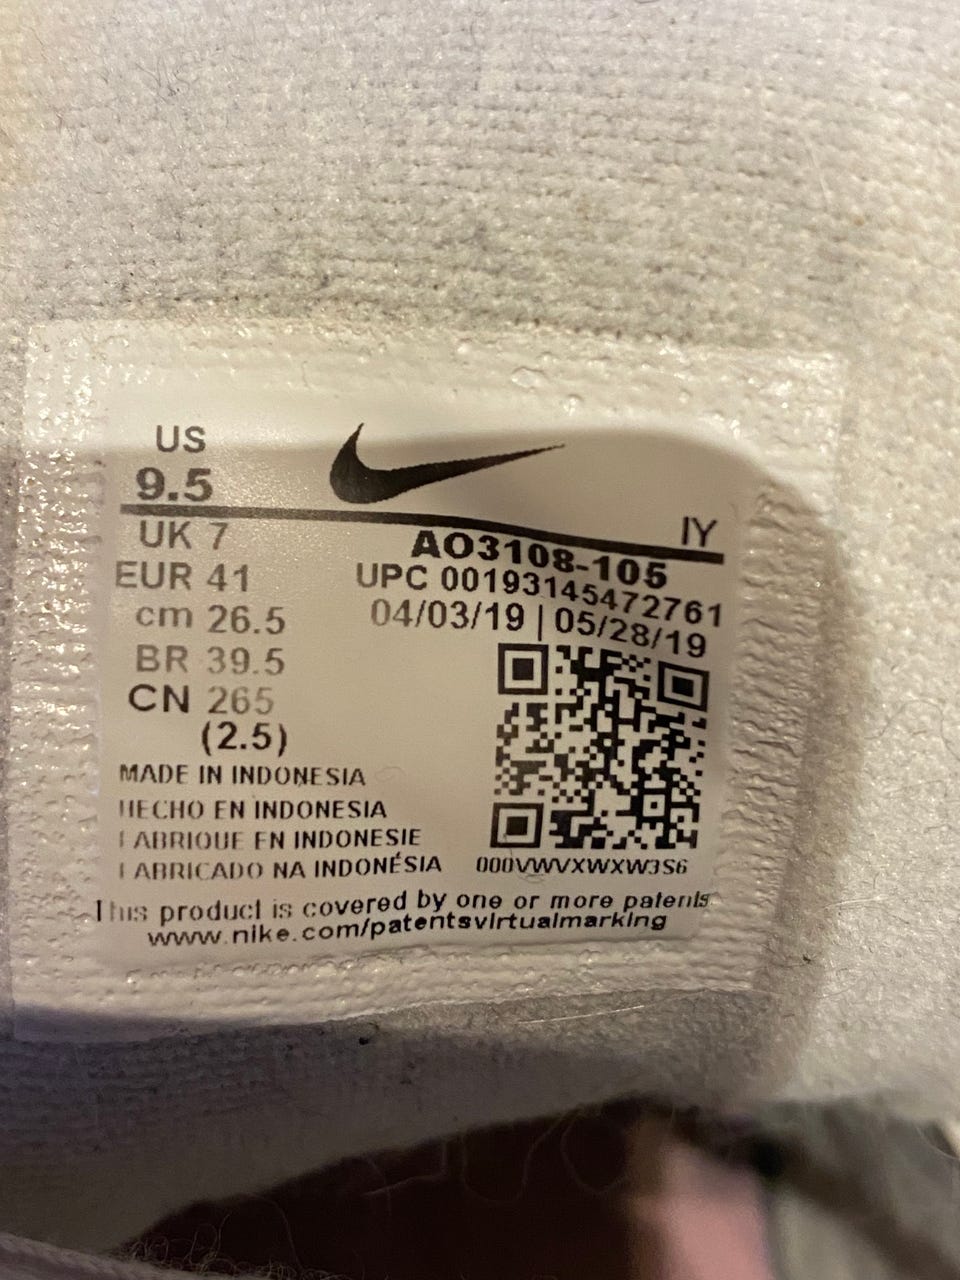 US
9.5
IY
UK 7
AO3108-105
EUR 41
UPC 00193145472761
cm 26.5
04/03/19 | 05/28/19
BR 39.5
CN 265
(2.5)
MADE IN INDONESIA
HECHO EN INDONESIA
FABRIQUE EN INDONESIE
FABRICADO NA INDONÉSIA
000VWVXWXW3S6
This product is covered by one or more patents.
www.nike.com/patentsvirtualmarking